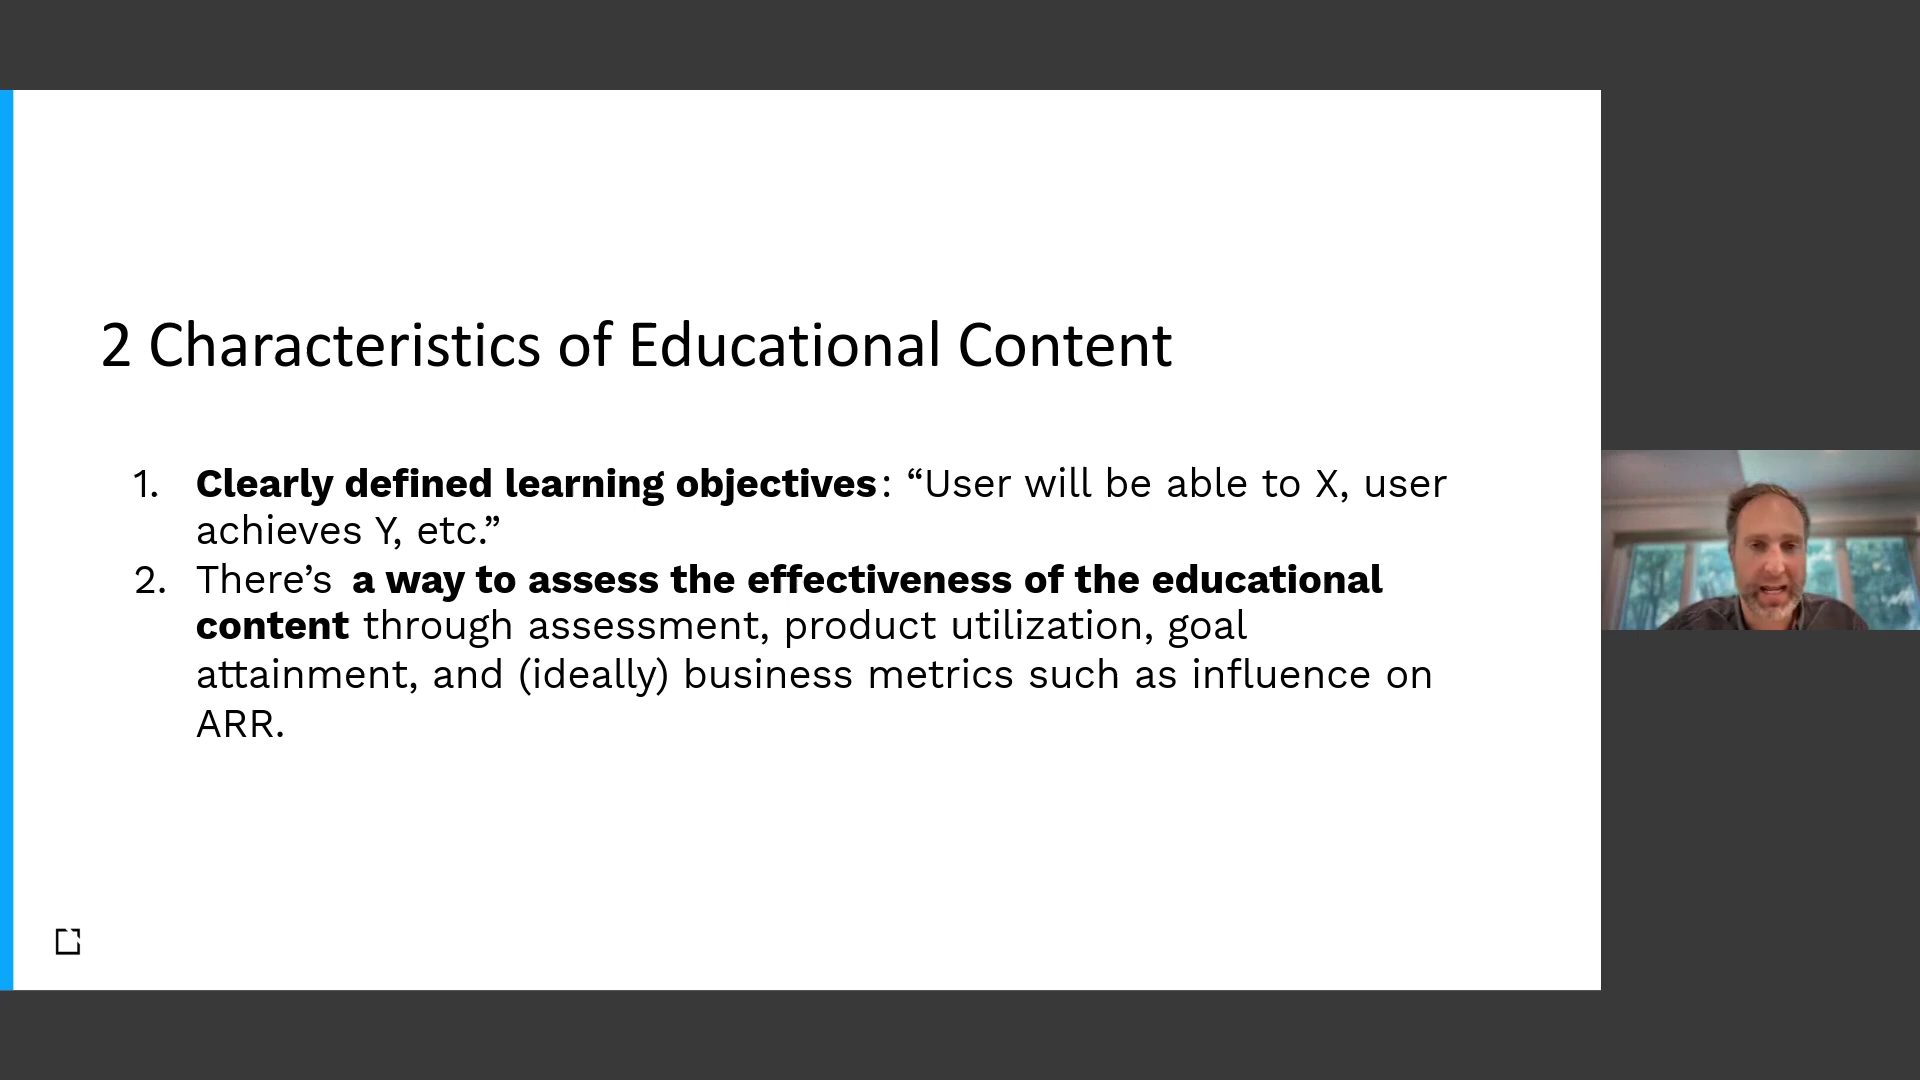 2 Characteristics of Educational Content
1. Clearly defined learning objectives: “User will be able to X, user
achieves Y, etc.”
2. There’s a way to assess the effectiveness of the educational
content through assessment, product utilization, goal
attainment, and (ideally) business metrics such as influence on
ARR.